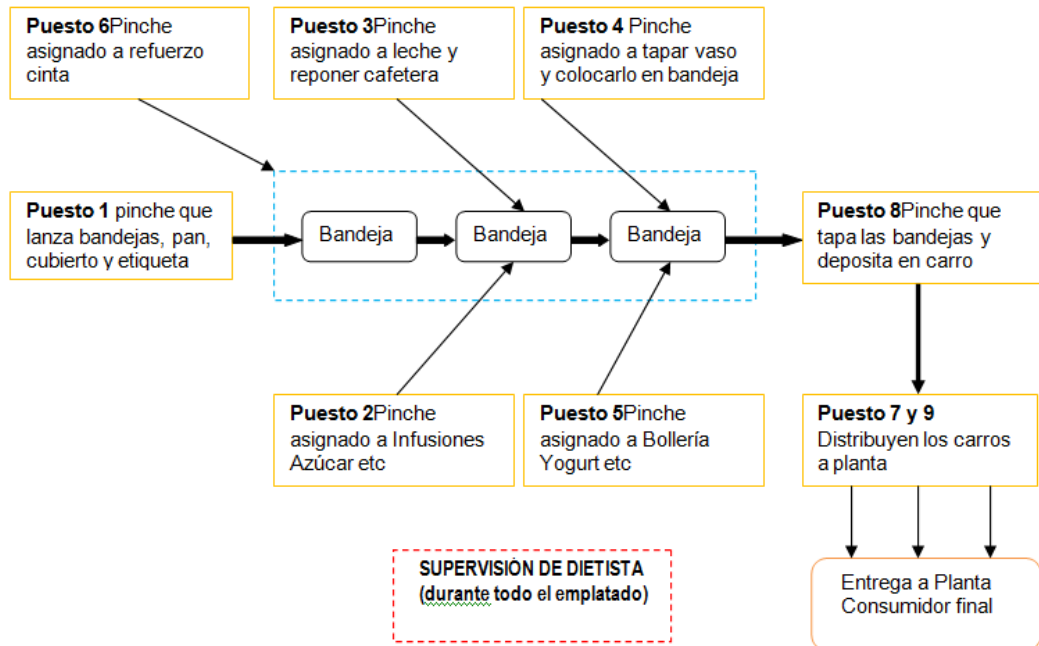 Puesto 6Pinche
asignado a refuerzo
cinta
Puesto 3Pinche
asignado a leche y
reponer cafetera
Puesto 4 Pinche
asignado a tapar vaso
y colocarlo en bandeja
Puesto 1 pinche que
lanza bandejas, pan,
cubierto y etiqueta
Bandeja
Bandeja
Bandeja
Puesto 8Pinche que
tapa las bandejas y
deposita en carro
Puesto 2Pinche
asignado a Infusiones
Azúcar etc
Puesto 5Pinche
asignado a Bollería
Yogurt etc
Puesto 7 y 9
Distribuyen los carros
a planta
SUPERVISIÓN DE DIETISTA
(durante todo el emplatado)
Entrega a Planta
Consumidor final